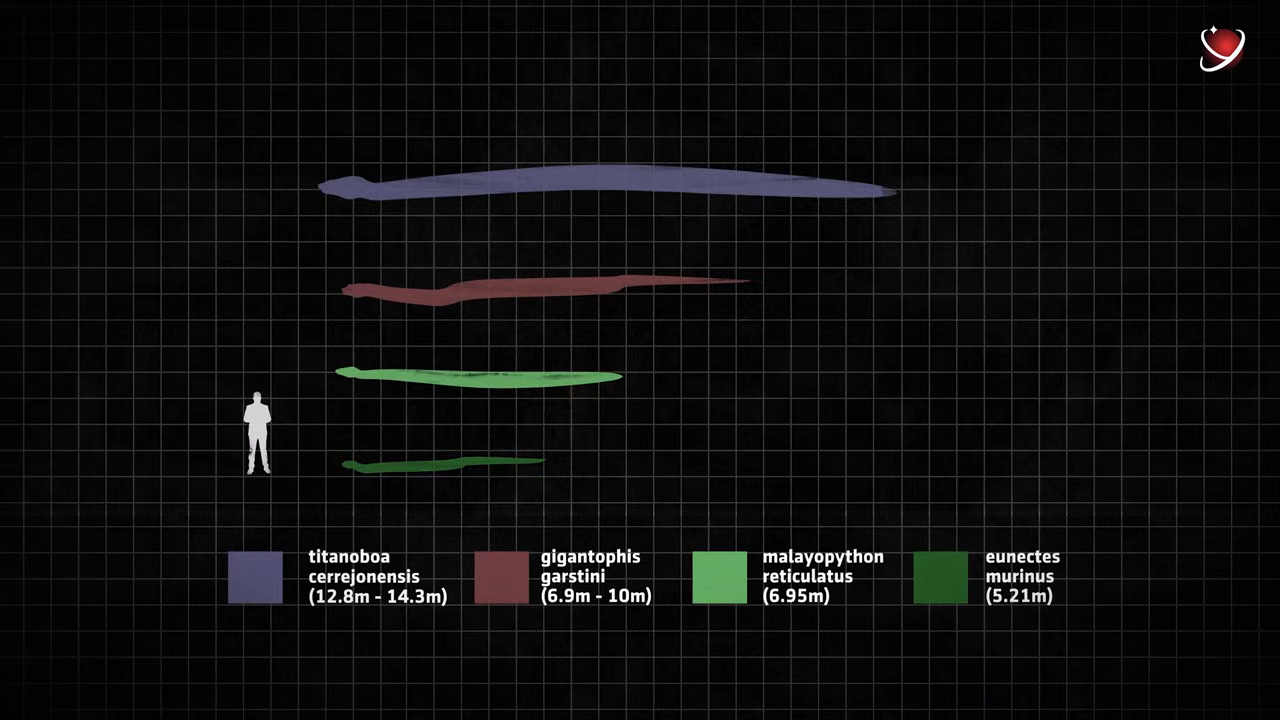 titanoboa
cerrejonensis
(12.8m - 14.3m)
gigantophis
garstini
(6.9m - 10m)
malayopython
reticulatus
(6.95m)
eunectes
murinus
(5.21m)